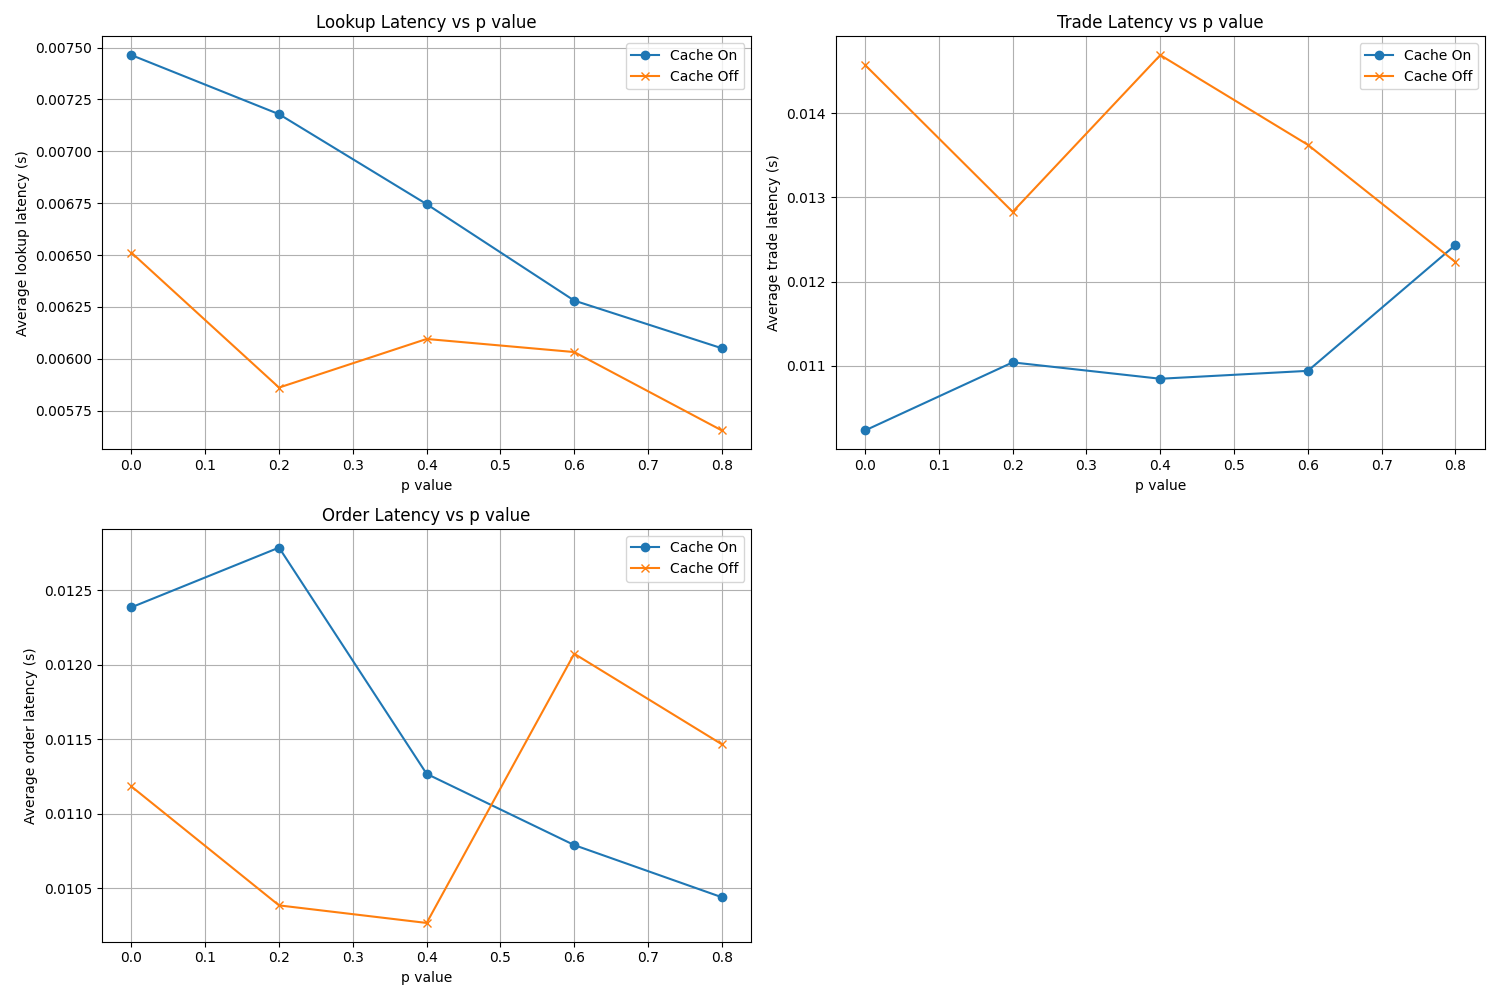 Lookup Latency vs p value
Average lookup latency (s)
0.00750
0.00725
0.00700
0.00675
0.00650
0.00625
0.00600
0.00575
Cache On
Cache Off
0.0 0.1 0.2 0.3 0.4 0.5 0.6 0.7 0.8
p value
Trade Latency vs p value
Average trade latency (s)
0.014
0.013
0.012
0.011
Cache On
Cache Off
0.0 0.1 0.2 0.3 0.4 0.5 0.6 0.7 0.8
p value
Order Latency vs p value
Average order latency (s)
0.0125
0.0120
0.0115
0.0110
0.0105
Cache On
Cache Off
0.0 0.1 0.2 0.3 0.4 0.5 0.6 0.7 0.8
p value